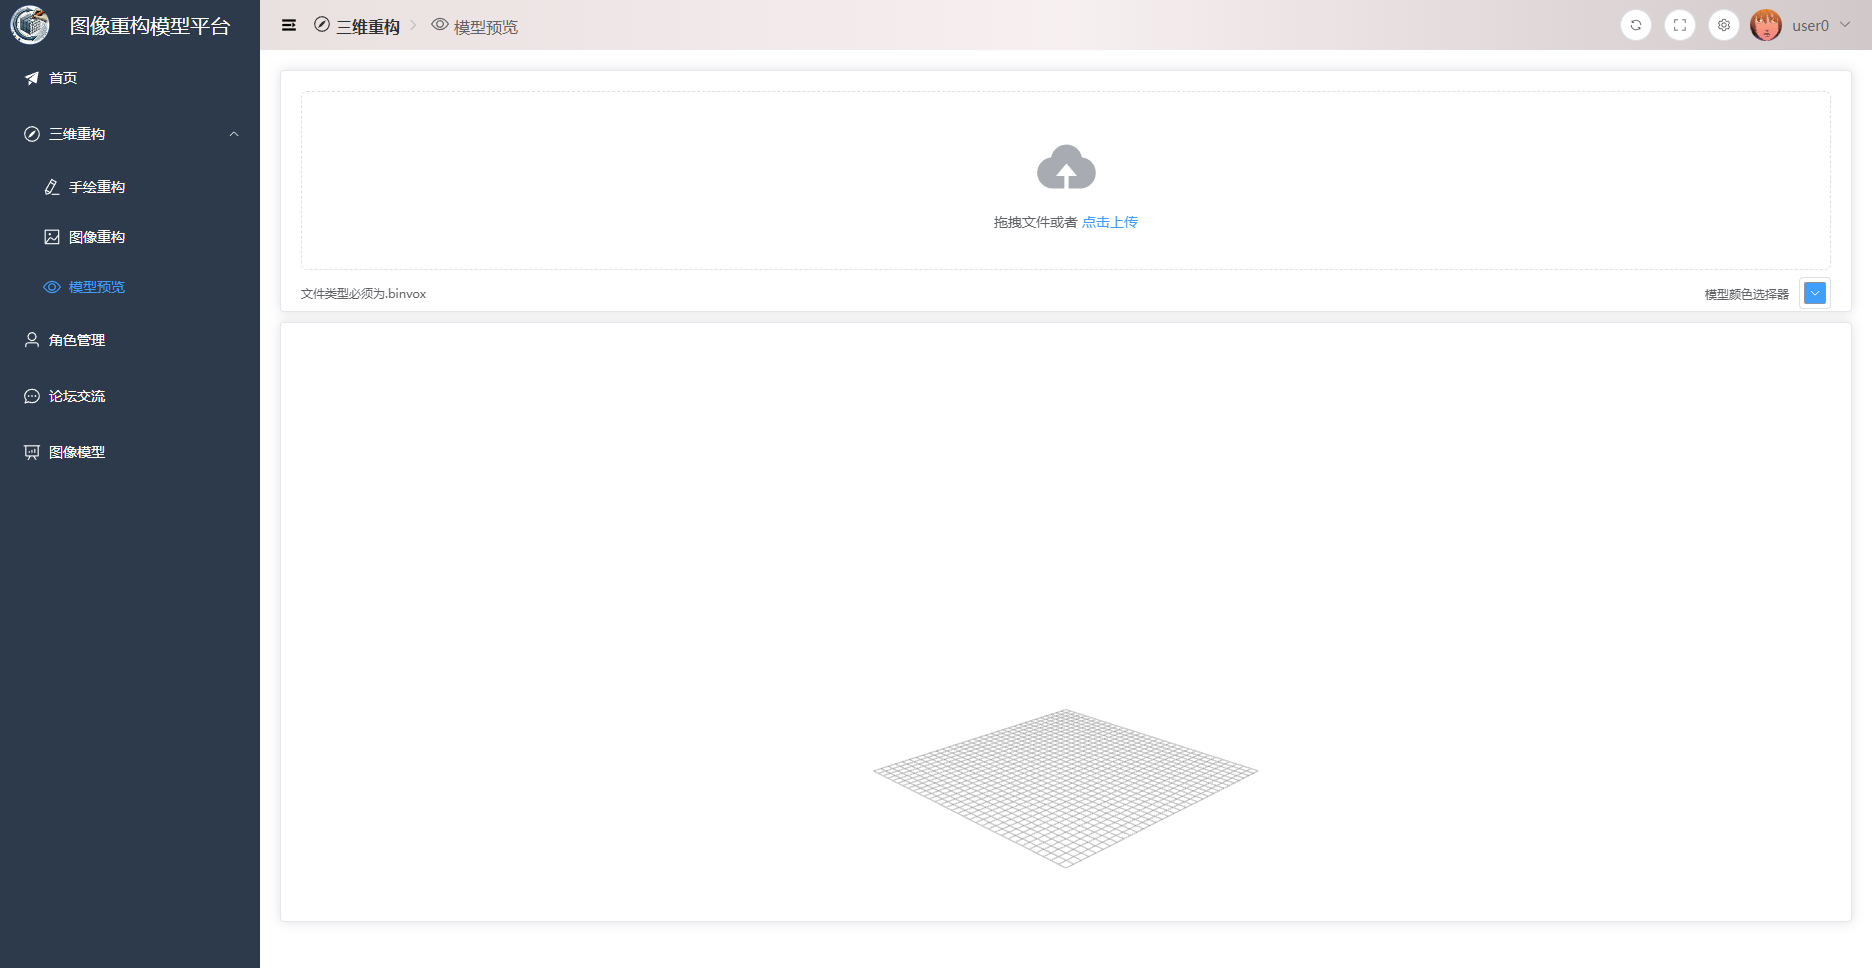 图像重构模型平台
首页
三维重构
手绘重构
图像重构
模型预览
角色管理
论坛交流
图像模型
三维重构
模型预览
user0
拖拽文件或者 点击上传
文件类型必须为.binvox
模型颜色选择器